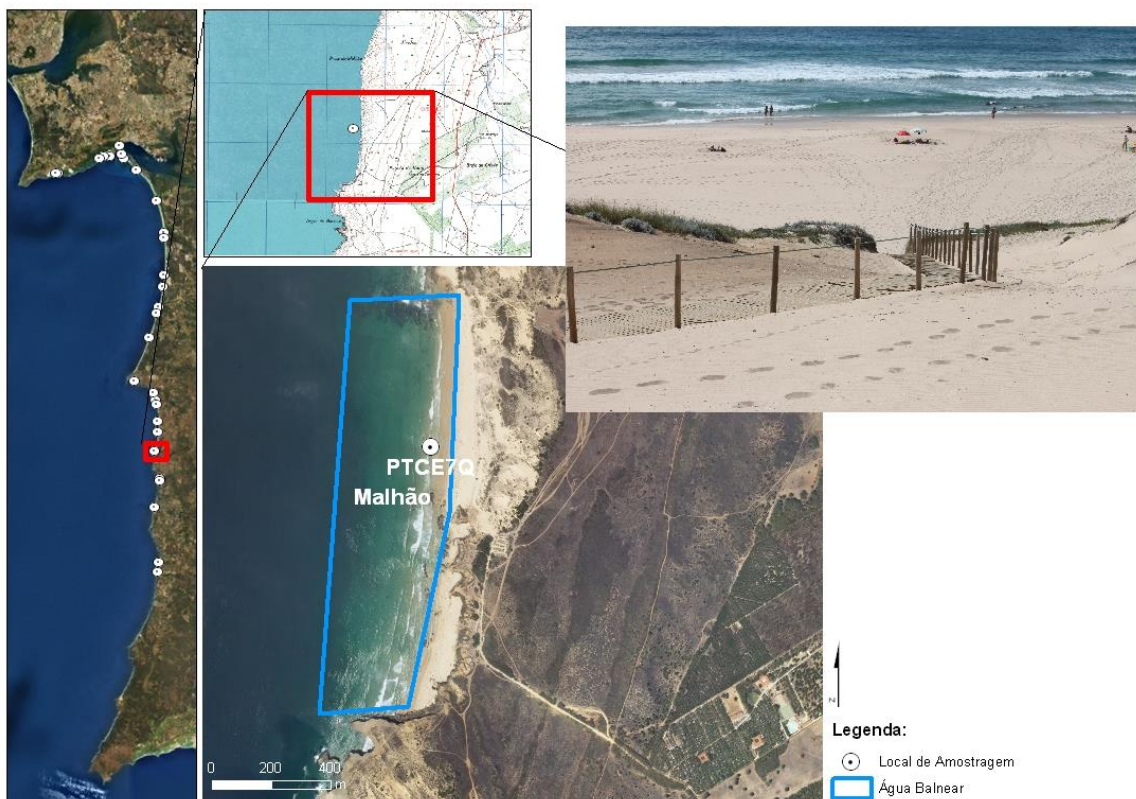 PTCE7Q
Malhão
0 200 400
m
N
Legenda:
Local de Amostragem
Água Balnear